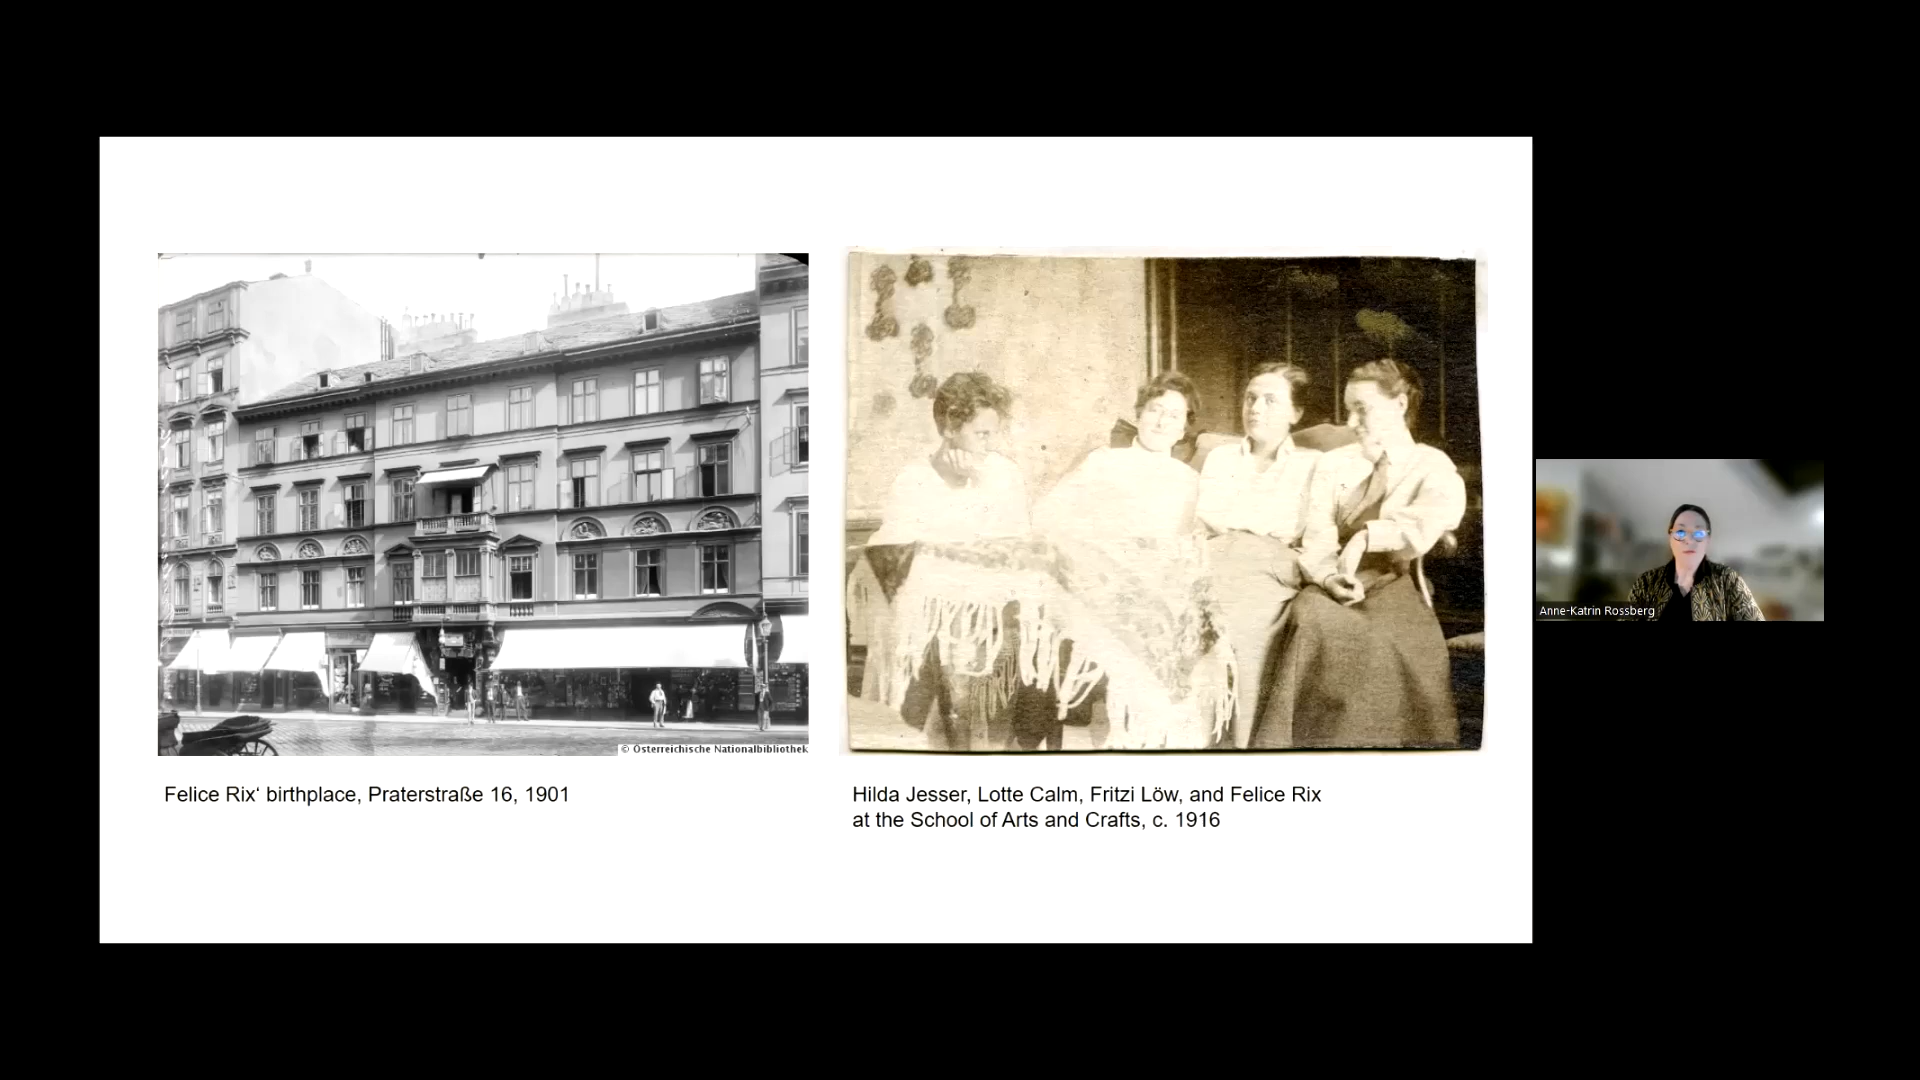 © Österreichische Nationalbibliothek
Felice Rix‘ birthplace, Praterstraße 16, 1901
Hilda Jesser, Lotte Calm, Fritzi Löw, and Felice Rix
at the School of Arts and Crafts, c. 1916
Anne-Katrin Rossberg